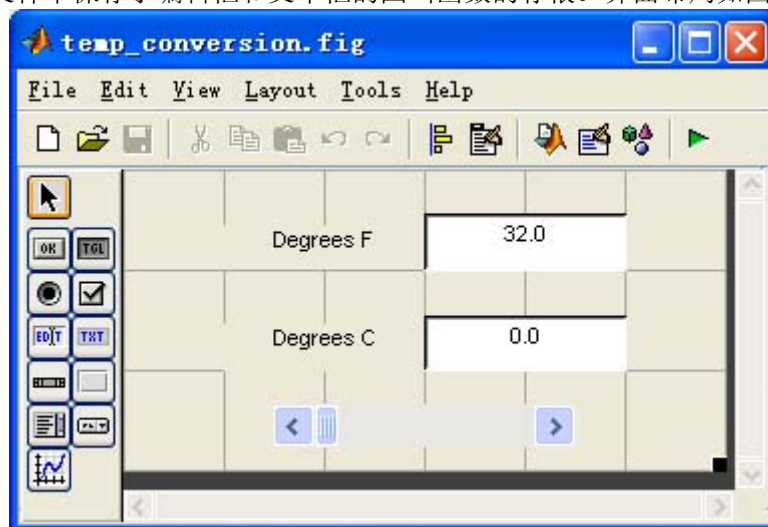 temp_conversion.fig
File Edit View Layout Tools Help
OK TGL
EDIT TXT
Degrees F 32.0
Degrees C 0.0